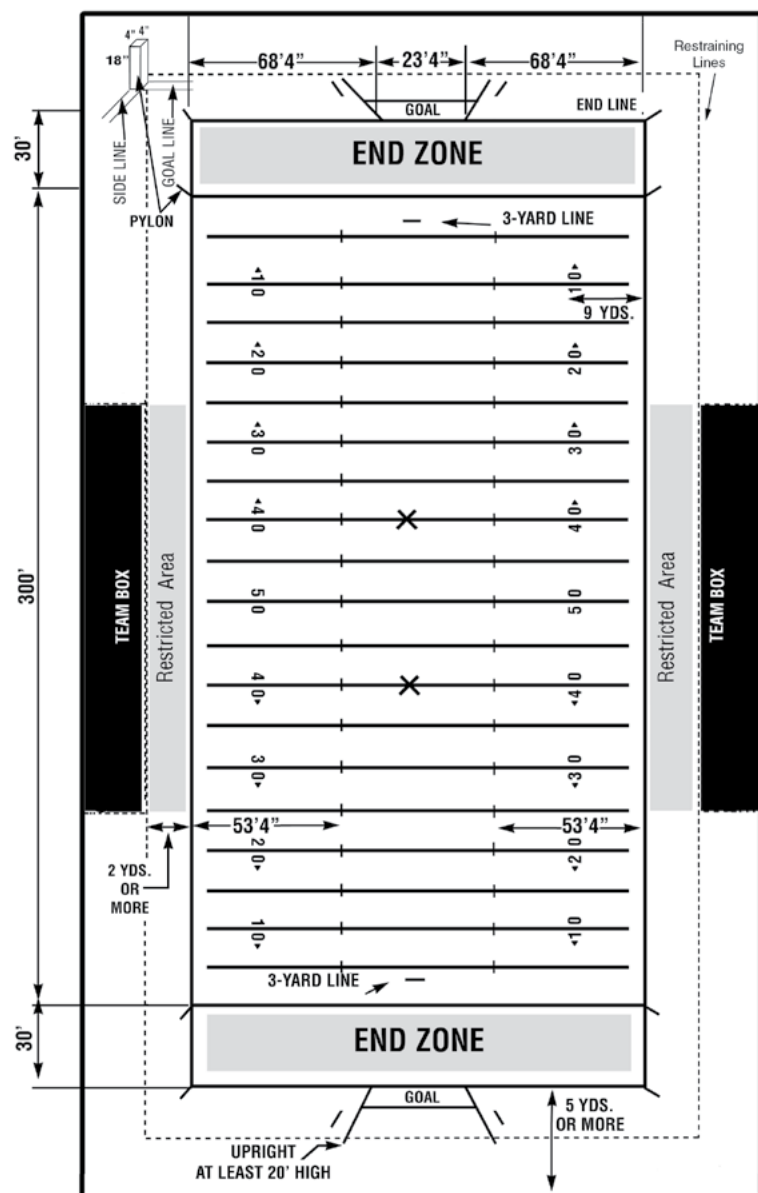 4" 4"
18"
68'4" 23'4" 68'4"
Restraining
Lines
GOAL
END LINE
30'
SIDE LINE
GOAL LINE
PYLON
END ZONE
3-YARD LINE
10 10
9 YDS.
20 20
30 30
40 40
300'
TEAM BOX
Restricted Area
50 50
Restricted Area
TEAM BOX
40 40
30 30
53'4" 53'4"
20 20
2 YDS.
OR
MORE
10 10
3-YARD LINE
30'
END ZONE
GOAL
5 YDS.
OR MORE
UPRIGHT
AT LEAST 20' HIGH